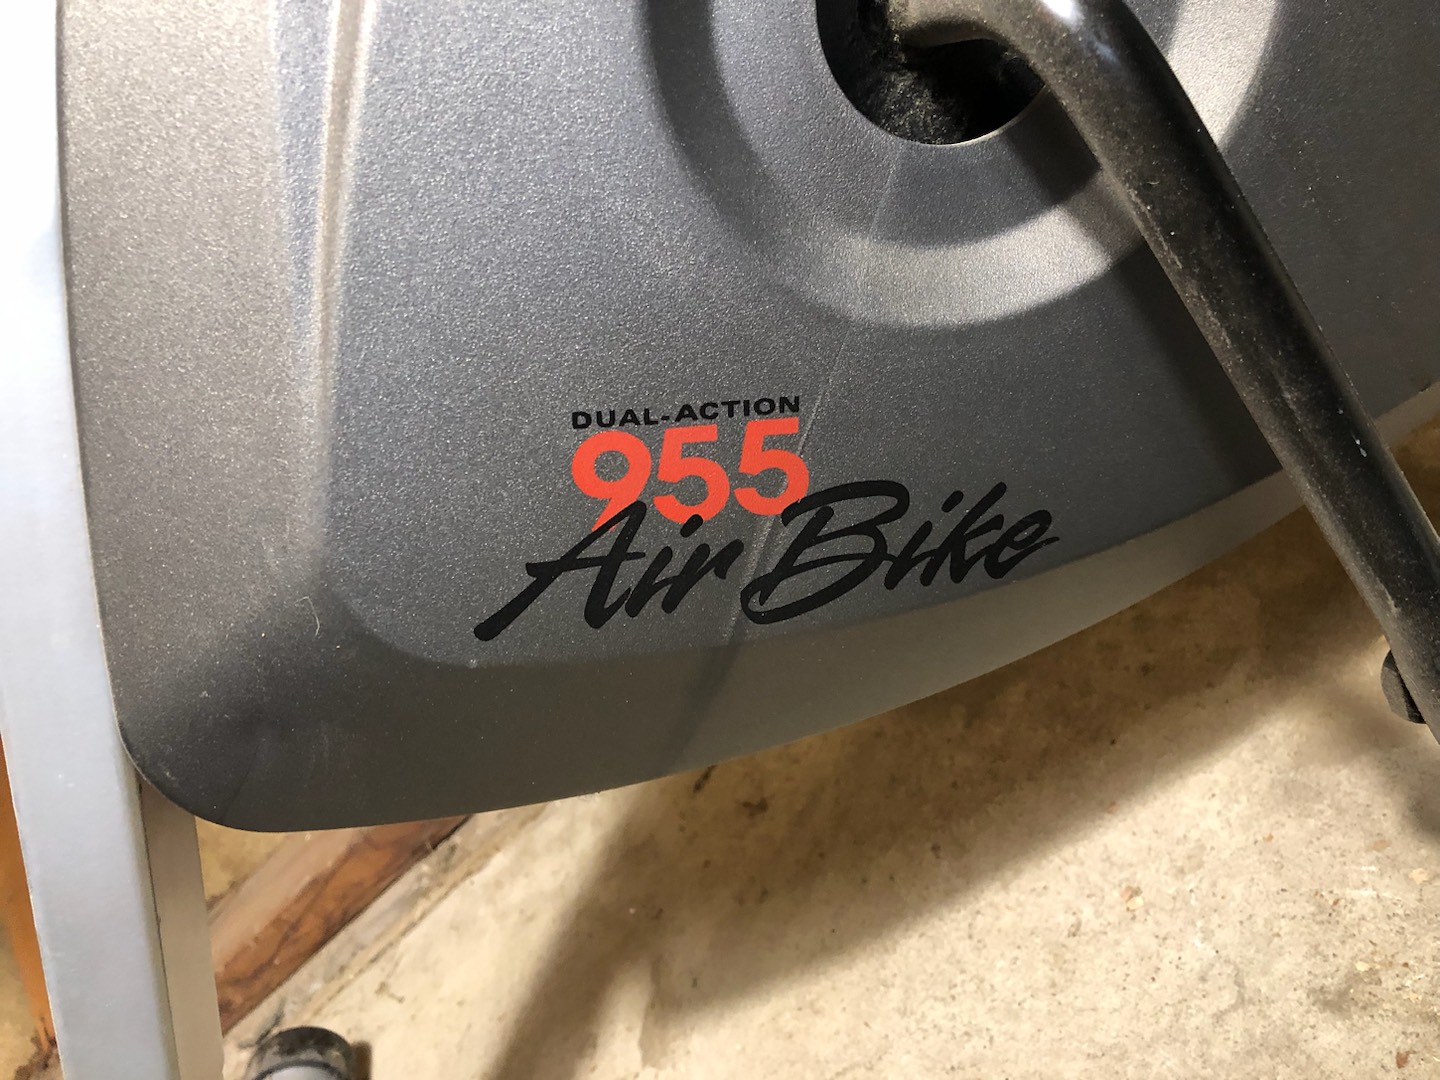 DUAL-ACTION
955
Air Bike